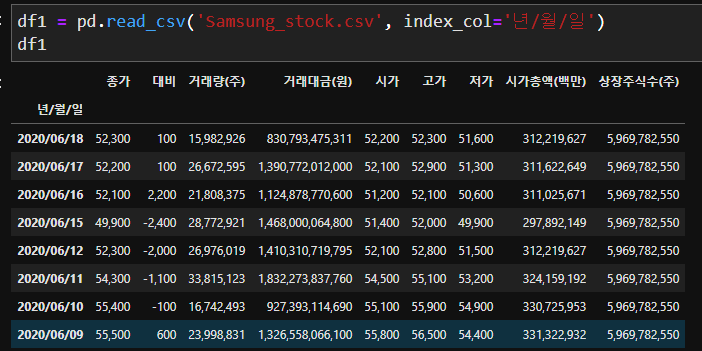 df1 = pd.read_csv('Samsung_stock.csv', index_col='년/월/일')
df1
종가 대비 거래량(주) 거래대금(원) 시가 고가 저가 시가총액(백만) 상장주식수(주)
년/월/일
2020/06/18 52,300 100 15,982,926 830,793,475,311 52,200 52,300 51,600 312,219,627 5,969,782,550
2020/06/17 52,200 100 26,672,595 1,390,772,012,000 52,100 52,900 51,300 311,622,649 5,969,782,550
2020/06/16 52,100 2,200 21,808,375 1,124,878,770,600 51,200 52,100 50,600 311,025,671 5,969,782,550
2020/06/15 49,900 -2,400 28,772,921 1,468,000,064,800 51,400 52,000 49,900 297,892,149 5,969,782,550
2020/06/12 52,300 -2,000 26,976,019 1,410,310,719,795 52,100 52,800 51,500 312,219,627 5,969,782,550
2020/06/11 54,300 -1,100 33,815,123 1,832,273,837,760 54,500 55,100 53,200 324,159,192 5,969,782,550
2020/06/10 55,400 -100 16,742,493 927,393,114,690 55,100 55,900 54,900 330,725,953 5,969,782,550
2020/06/09 55,500 600 23,998,831 1,326,558,066,100 55,800 56,500 54,400 331,322,932 5,969,782,550